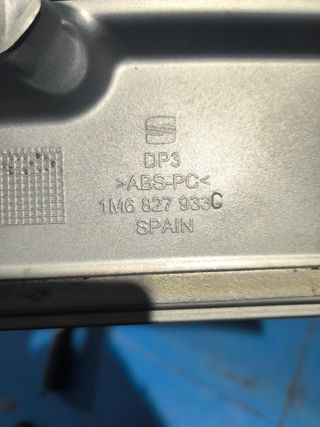 DP3
>ABS-PC<
1M6 827 933C
SPAIN